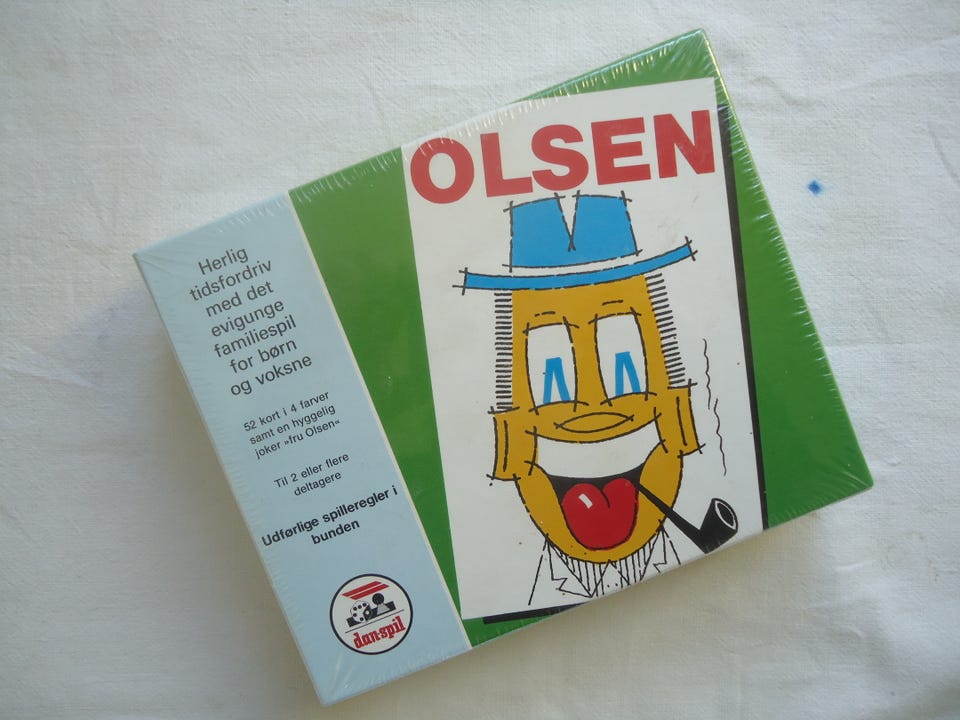 OLSEN
Herlig
tidsfordriv
med det
evigunge
familiespil
for børn
og voksne
52 kort i 4 farver
samt en hyggelig
joker »fru Olsen«
Til 2 eller flere
deltagere
Udførlige spilleregler i
bunden
dan-spil